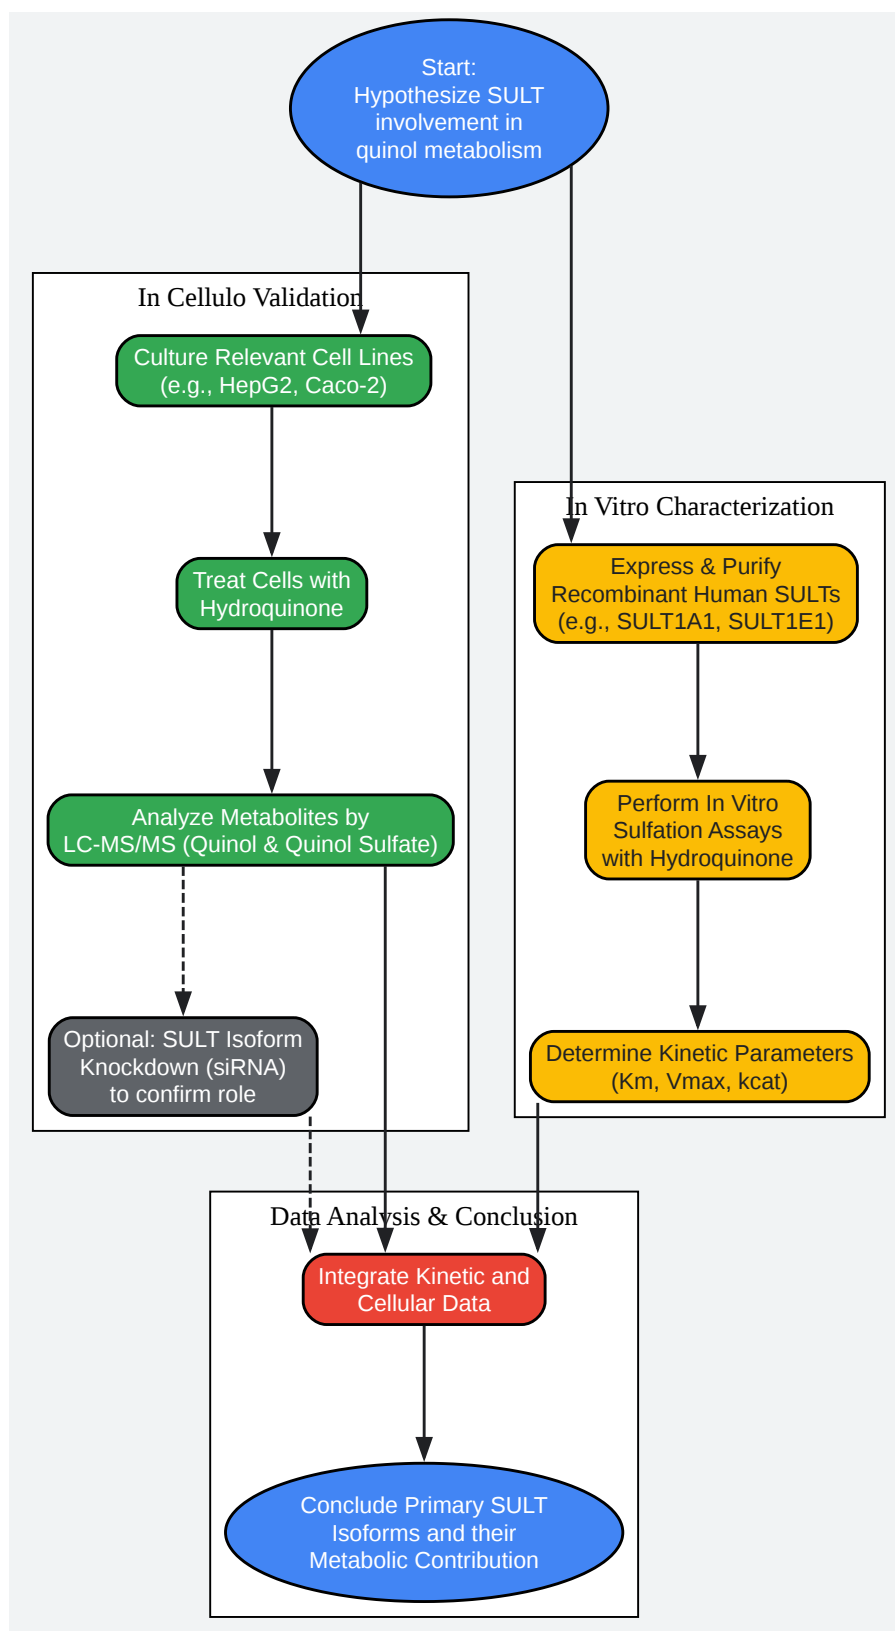 Start:
Hypothesize SULT
involvement in
quinol metabolism
In Cellulo Validation
Culture Relevant Cell Lines
(e.g., HepG2, Caco-2)
Treat Cells with
Hydroquinone
Analyze Metabolites by
LC-MS/MS (Quinol & Quinol Sulfate)
Optional: SULT Isoform
Knockdown (siRNA)
to confirm role
In Vitro Characterization
Express & Purify
Recombinant Human SULTs
(e.g., SULT1A1, SULT1E1)
Perform In Vitro
Sulfation Assays
with Hydroquinone
Determine Kinetic Parameters
(Km, Vmax, kcat)
Data Analysis & Conclusion
Integrate Kinetic and
Cellular Data
Conclude Primary SULT
Isoforms and their
Metabolic Contribution